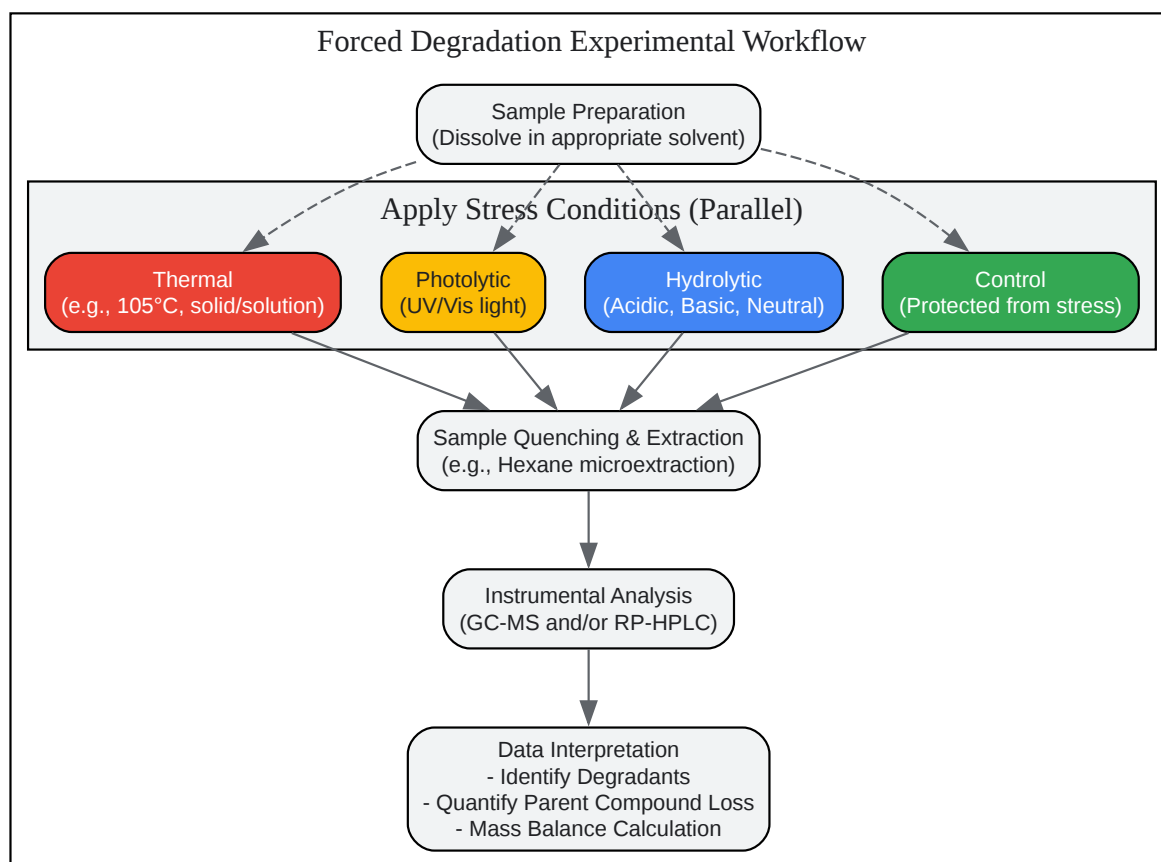 Forced Degradation Experimental Workflow
Sample Preparation
(Dissolve in appropriate solvent)
Apply Stress Conditions (Parallel)
Thermal
(e.g., 105°C, solid/solution)
Photolytic
(UV/Vis light)
Hydrolytic
(Acidic, Basic, Neutral)
Control
(Protected from stress)
Sample Quenching & Extraction
(e.g., Hexane microextraction)
Instrumental Analysis
(GC-MS and/or RP-HPLC)
Data Interpretation
- Identify Degradants
- Quantify Parent Compound Loss
- Mass Balance Calculation